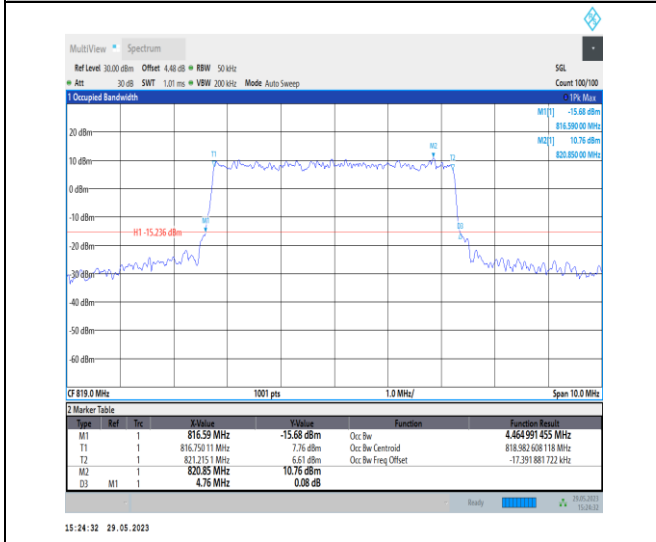 MultiView Spectrum
Ref Level 30.00 dBm Offset 4.48 dB RBW 50 kHz SGL
Att 30 dB SWT 1.01 ms VBW 200 kHz Mode Auto Sweep Count 100/100
1 Occupied Bandwidth 1Pk Max
M1[1] -15.68 dBm
816.590 00 MHz
M2[1] 10.76 dBm
820.850 00 MHz
20 dBm
M2
T1 T2
10 dBm
0 dBm
-10 dBm
M1
H1 -15.236 dBm
D3
-20 dBm
-30 dBm
-40 dBm
-50 dBm
-60 dBm
CF 819.0 MHz 1001 pts 1.0 MHz/ Span 10.0 MHz
2 Marker Table
Type Ref Trc X-Value Y-Value Function Function Result
M1 1 816.59 MHz -15.68 dBm Occ Bw 4.464 991 455 MHz
T1 1 816.750 11 MHz 7.76 dBm Occ Bw Centroid 818.982 608 118 MHz
T2 1 821.215 1 MHz 6.61 dBm Occ Bw Freq Offset -17.391 881 722 kHz
M2 1 820.85 MHz 10.76 dBm
D3 M1 1 4.76 MHz 0.08 dB
Ready 29.05.2023
15:24:32
15:24:32 29.05.2023